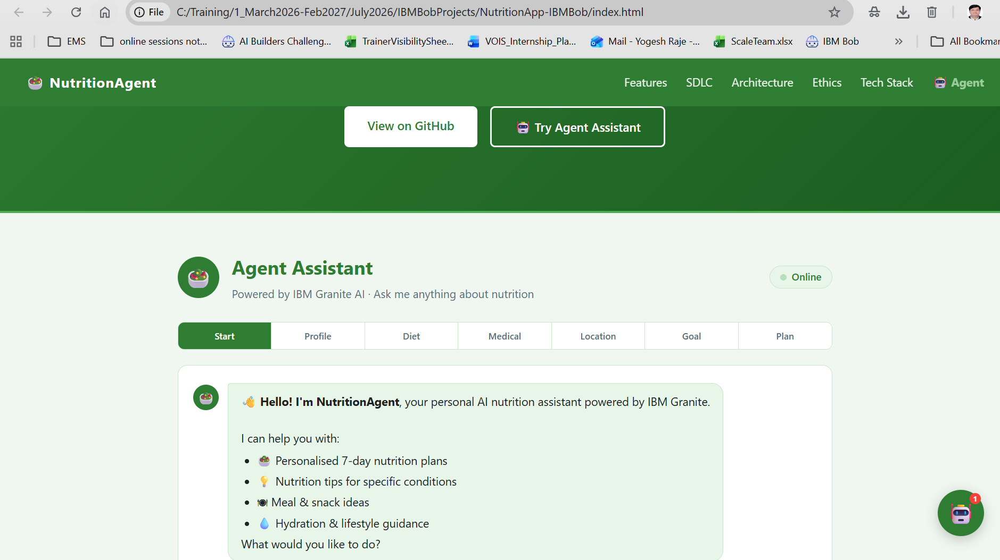 File C:/Training/1_March2026-Feb2027/July2026/IBMBobProjects/NutritionApp-IBMBob/index.html
EMS online sessions not... AI Builders Challeng... TrainerVisibilityShee... VOIS_Internship_Pla... Mail - Yogesh Raje -... ScaleTeam.xlsx IBM Bob » All Bookmar
NutritionAgent Features SDLC Architecture Ethics Tech Stack Agent
View on GitHub Try Agent Assistant
Agent Assistant
Online
Powered by IBM Granite AI · Ask me anything about nutrition
Start Profile Diet Medical Location Goal Plan
👋 Hello! I'm NutritionAgent, your personal AI nutrition assistant powered by IBM Granite.
I can help you with:
• 🥗 Personalised 7-day nutrition plans
• 💡 Nutrition tips for specific conditions
• 🍽 Meal & snack ideas
• 💧 Hydration & lifestyle guidance
What would you like to do?
1